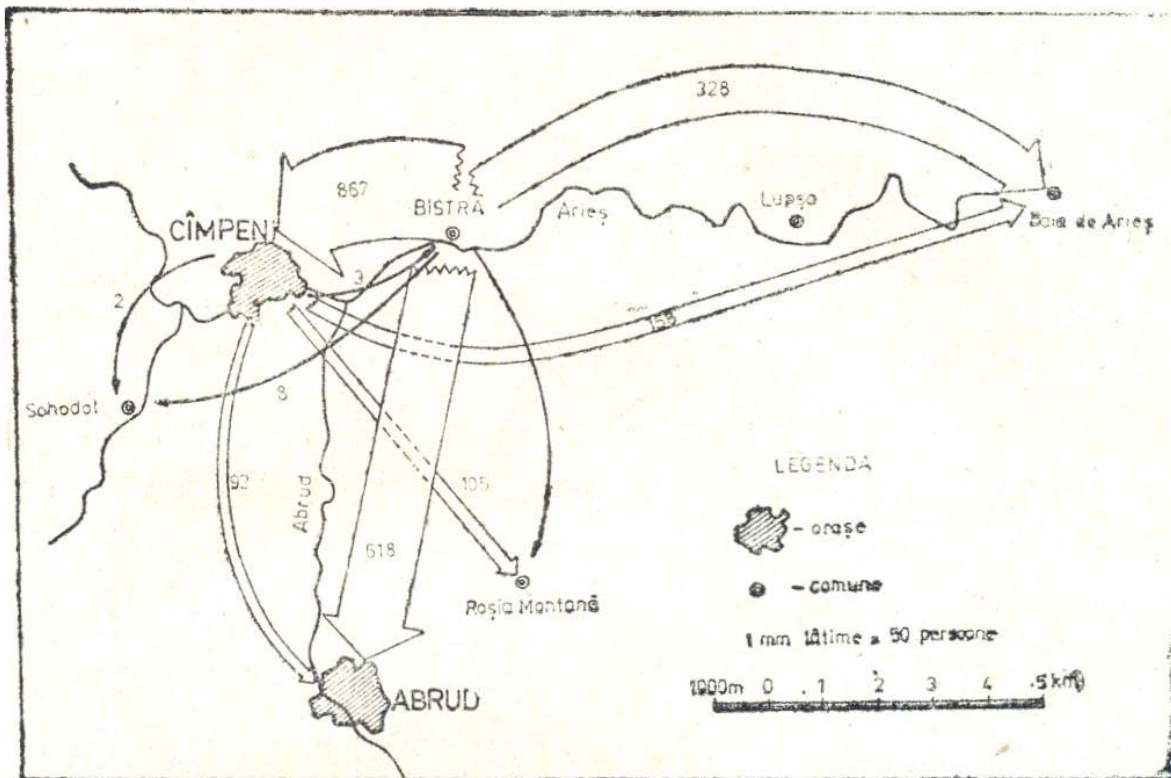 328
867
BISTRA
CÎMPENI
Arieș
Lupșa
Baia de Arieș
3
2
158
8
Sohodol
92
105
Abrud
618
Roșia Montană
ABRUD
LEGENDA
- orașe
- comune
1 mm lățime = 50 persoane
1000m 0 1 2 3 4 5 km